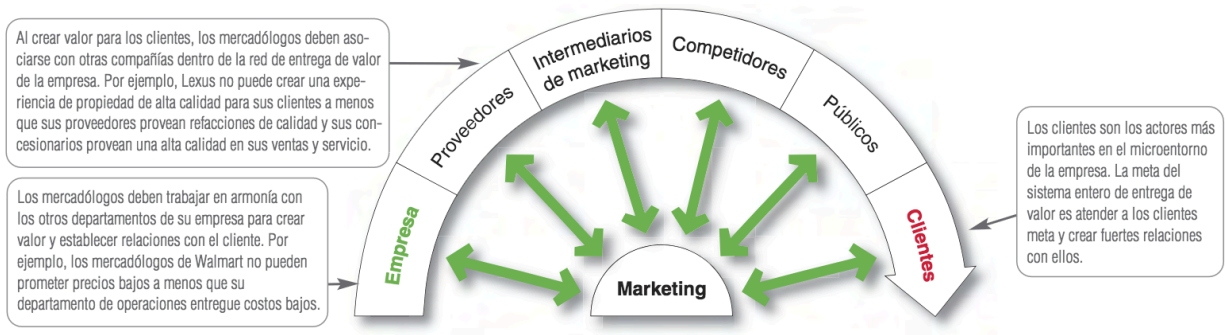 Al crear valor para los clientes, los mercadólogos deben aso-
ciarse con otras compañías dentro de la red de entrega de valor
de la empresa. Por ejemplo, Lexus no puede crear una expe-
riencia de propiedad de alta calidad para sus clientes a menos
que sus proveedores provean refacciones de calidad y sus con-
cesionarios provean una alta calidad en sus ventas y servicio.
Los mercadólogos deben trabajar en armonía con
los otros departamentos de su empresa para crear
valor y establecer relaciones con el cliente. Por
ejemplo, los mercadólogos de Walmart no pueden
prometer precios bajos a menos que su
departamento de operaciones entregue costos bajos.
Empresa
Proveedores
Intermediarios
de marketing
Competidores
Públicos
Clientes
Marketing
Los clientes son los actores más
importantes en el microentorno
de la empresa. La meta del
sistema entero de entrega de
valor es atender a los clientes
meta y crear fuertes relaciones
con ellos.